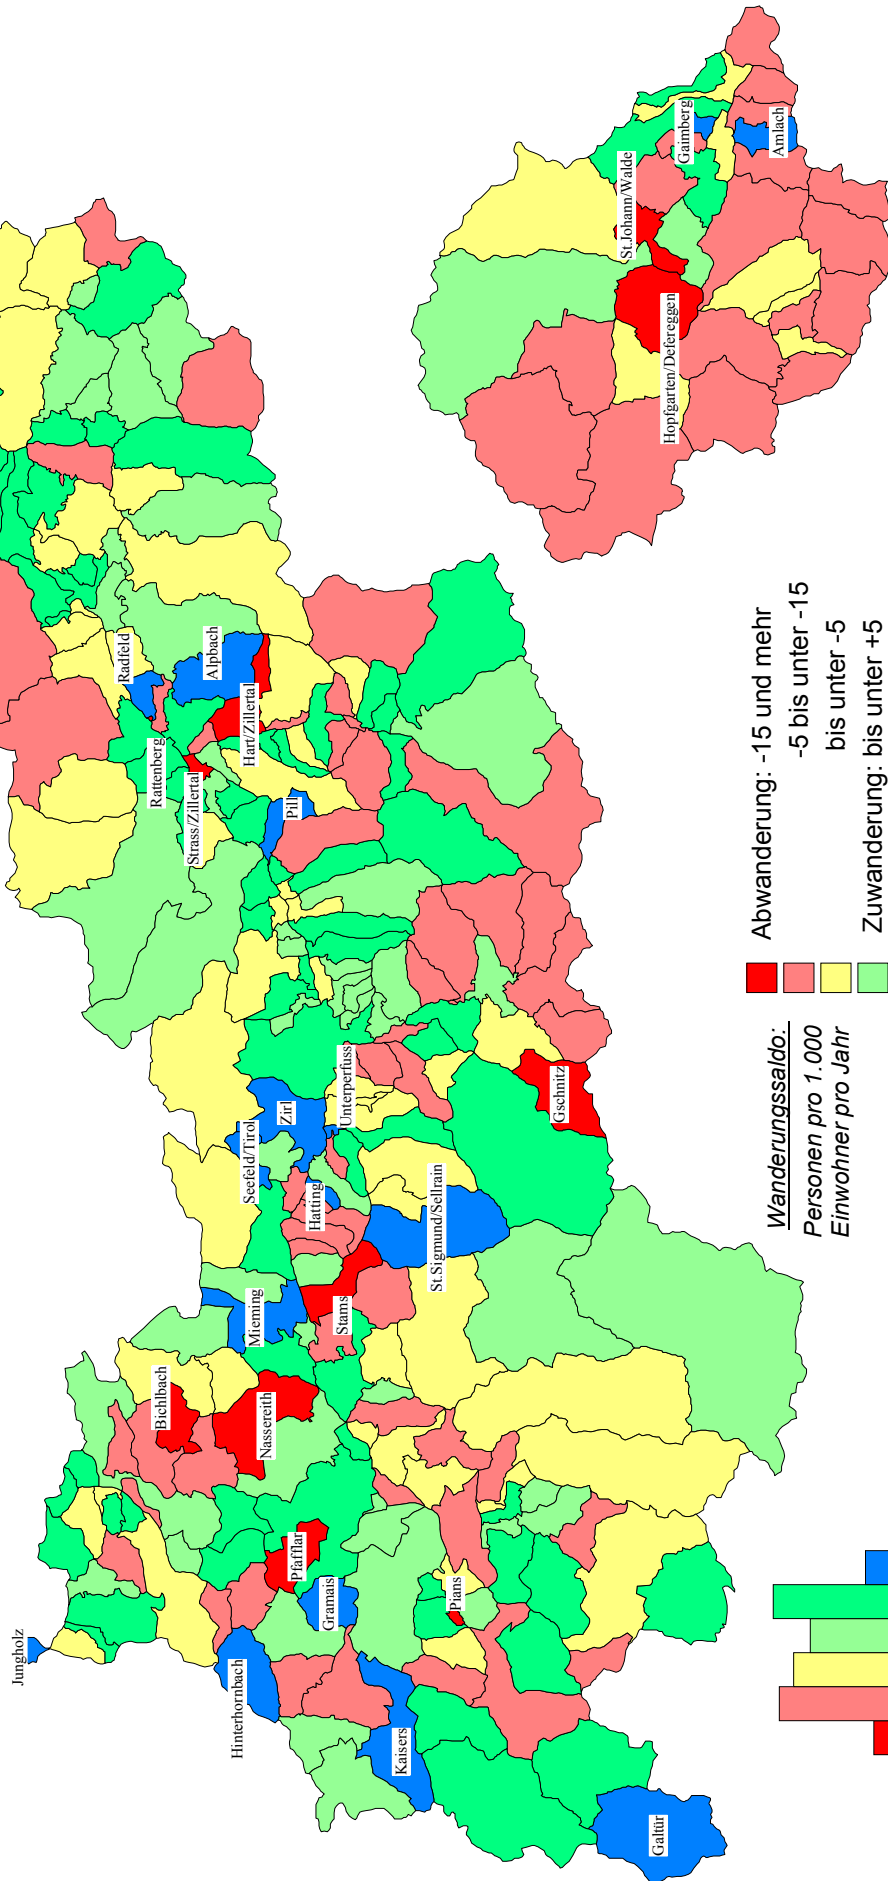 Jungholz
Hinterhornbach
Kaisers
Galtür
Gramais
Pfafflar
Pians
Bichlbach
Nassereith
Mieming
Stams
Seefeld/Tirol
Zirl
Hatting
Unterperfuss
St.Sigmund/Sellrain
Gschnitz
Radfeld
Rattenberg
Alpbach
Strass/Zillertal
Hart/Zillertal
Pill
St.Johann/Walde
Gaimberg
Amlach
Hopfgarten/Defereggen
Wanderungssaldo:
Personen pro 1.000
Einwohner pro Jahr
Abwanderung: -15 und mehr
-5 bis unter -15
bis unter -5
Zuwanderung: bis unter +5